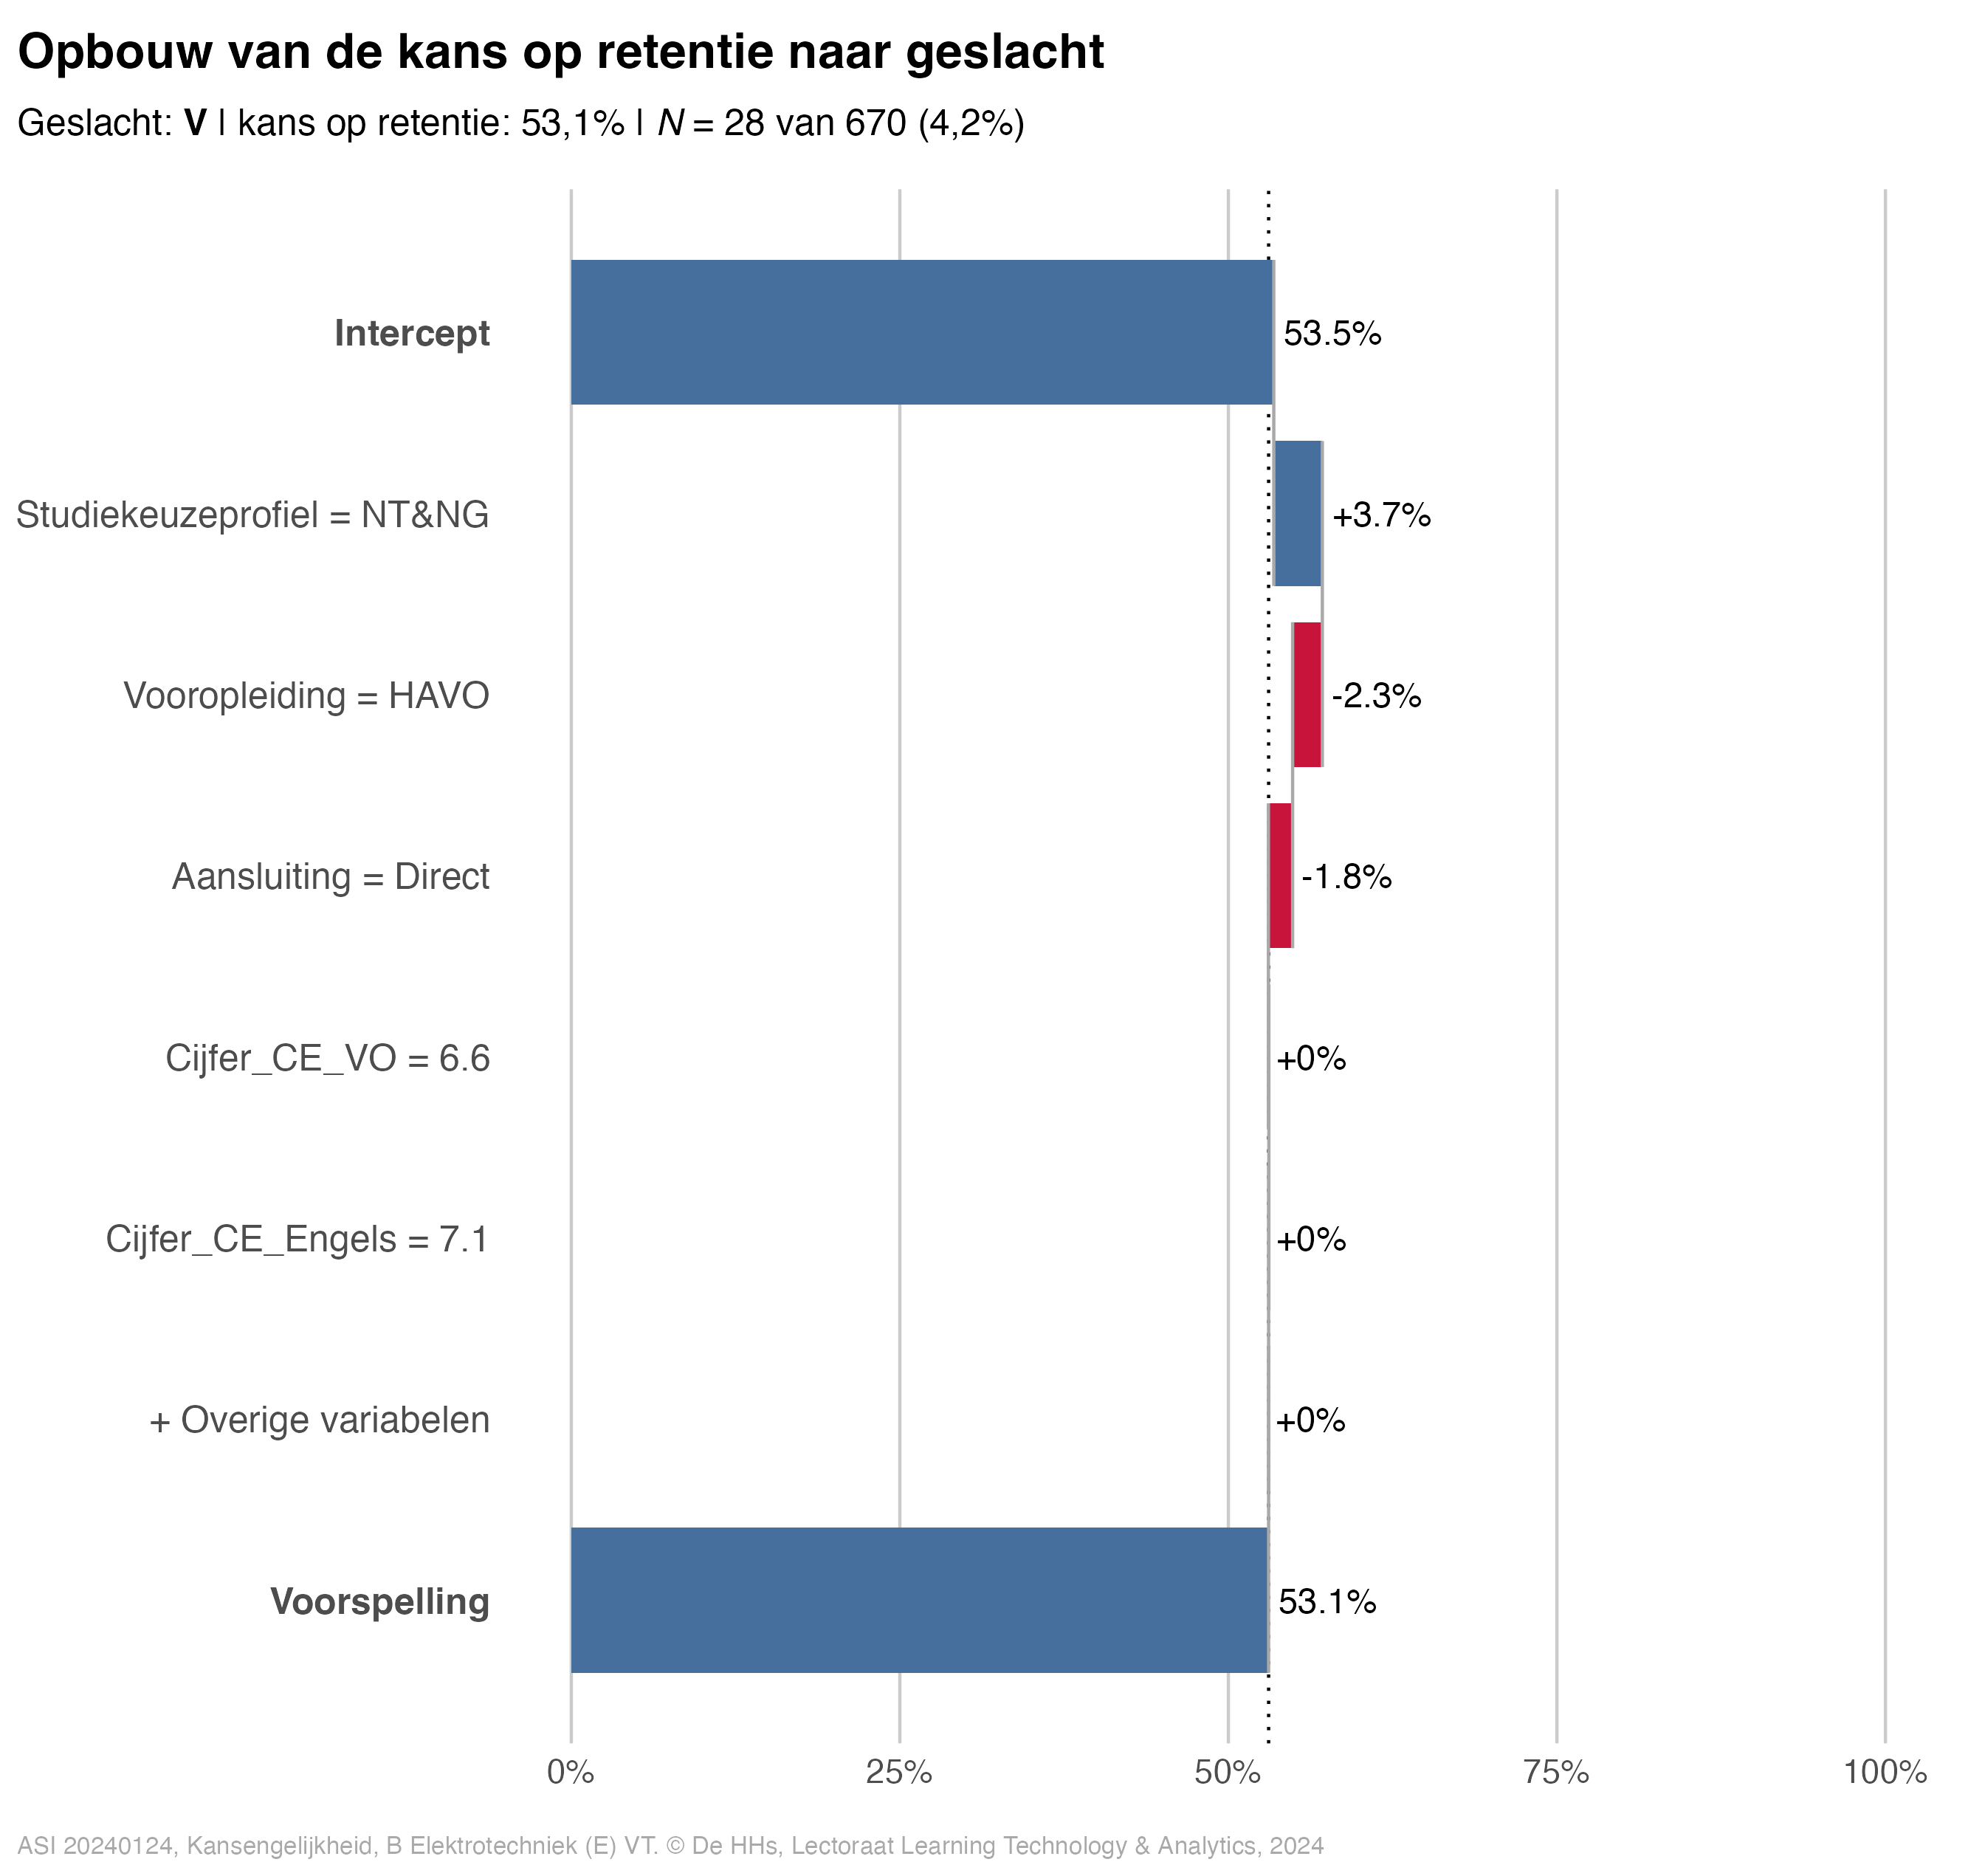 Opbouw van de kans op retentie naar geslacht
Geslacht: V | kans op retentie: 53,1% | N = 28 van 670 (4,2%)
Intercept
53.5%
Studiekeuzeprofiel = NT&NG
+3.7%
Vooropleiding = HAVO
-2.3%
Aansluiting = Direct
-1.8%
Cijfer_CE_VO = 6.6
+0%
Cijfer_CE_Engels = 7.1
+0%
+ Overige variabelen
+0%
Voorspelling
53.1%
0%
25%
50%
75%
100%
ASI 20240124, Kansengelijkheid, B Elektrotechniek (E) VT. © De HHs, Lectoraat Learning Technology & Analytics, 2024